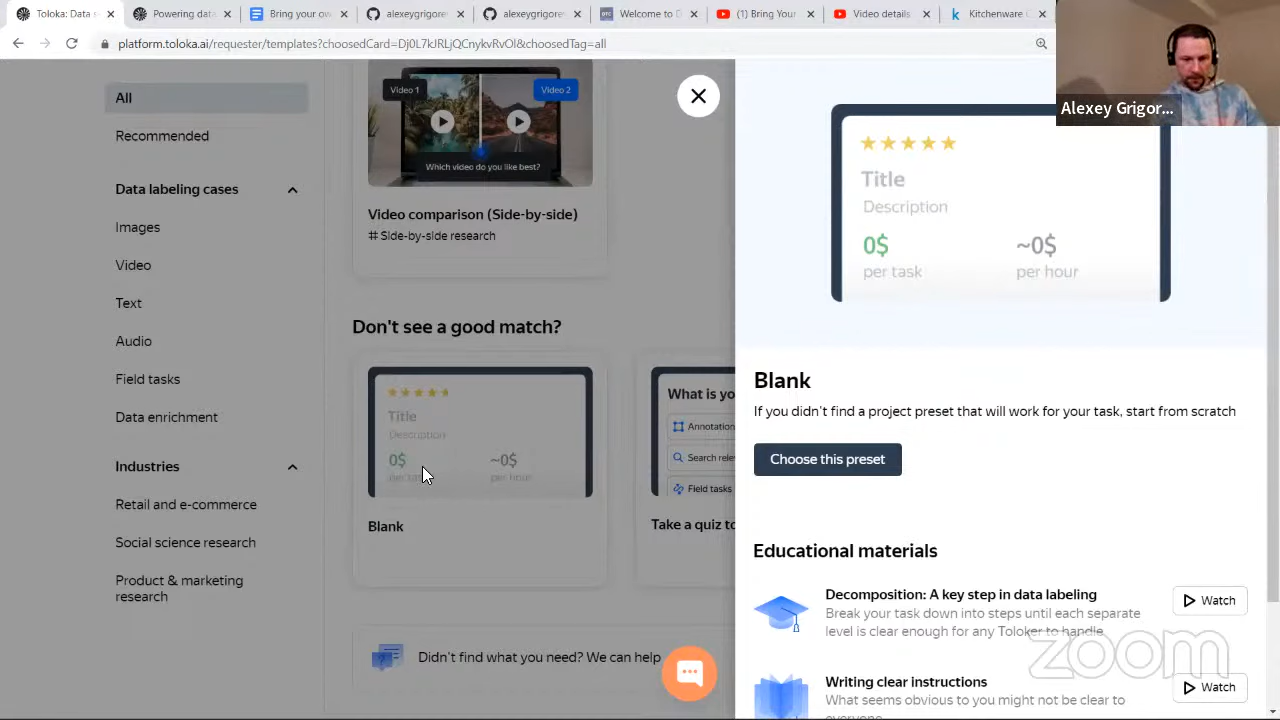 Toloka: Data
Powering data
Bring your own
alexeygrigore
alexeygrigore
DTC
Welcome to D
(1) Bring Your
Video details
Kitchenware C
platform.toloka.ai/requester/templates?choosedCard=Dj0L7kJRLjQCnykvRvOl&choosedTag=all
Alexey Grigor...
All
Recommended
Data labeling cases
Images
Video
Text
Audio
Field tasks
Data enrichment
Industries
Retail and e-commerce
Social science research
Product & marketing
research
Video 1
Video 2
Which video do you like best?
Video comparison (Side-by-side)
# Side-by-side research
Don't see a good match?
Title
Description
0$
~0$
per task
per hour
Blank
What is yo
Annotation
Search rele
Field tasks
Take a quiz to
Didn't find what you need? We can help
Title
Description
0$
~0$
per task
per hour
Blank
If you didn't find a project preset that will work for your task, start from scratch
Choose this preset
Educational materials
Decomposition: A key step in data labeling
Break your task down into steps until each separate
level is clear enough for any Toloker to handle
Watch
Writing clear instructions
What seems obvious to you might not be clear to
everyone
Watch
zoom